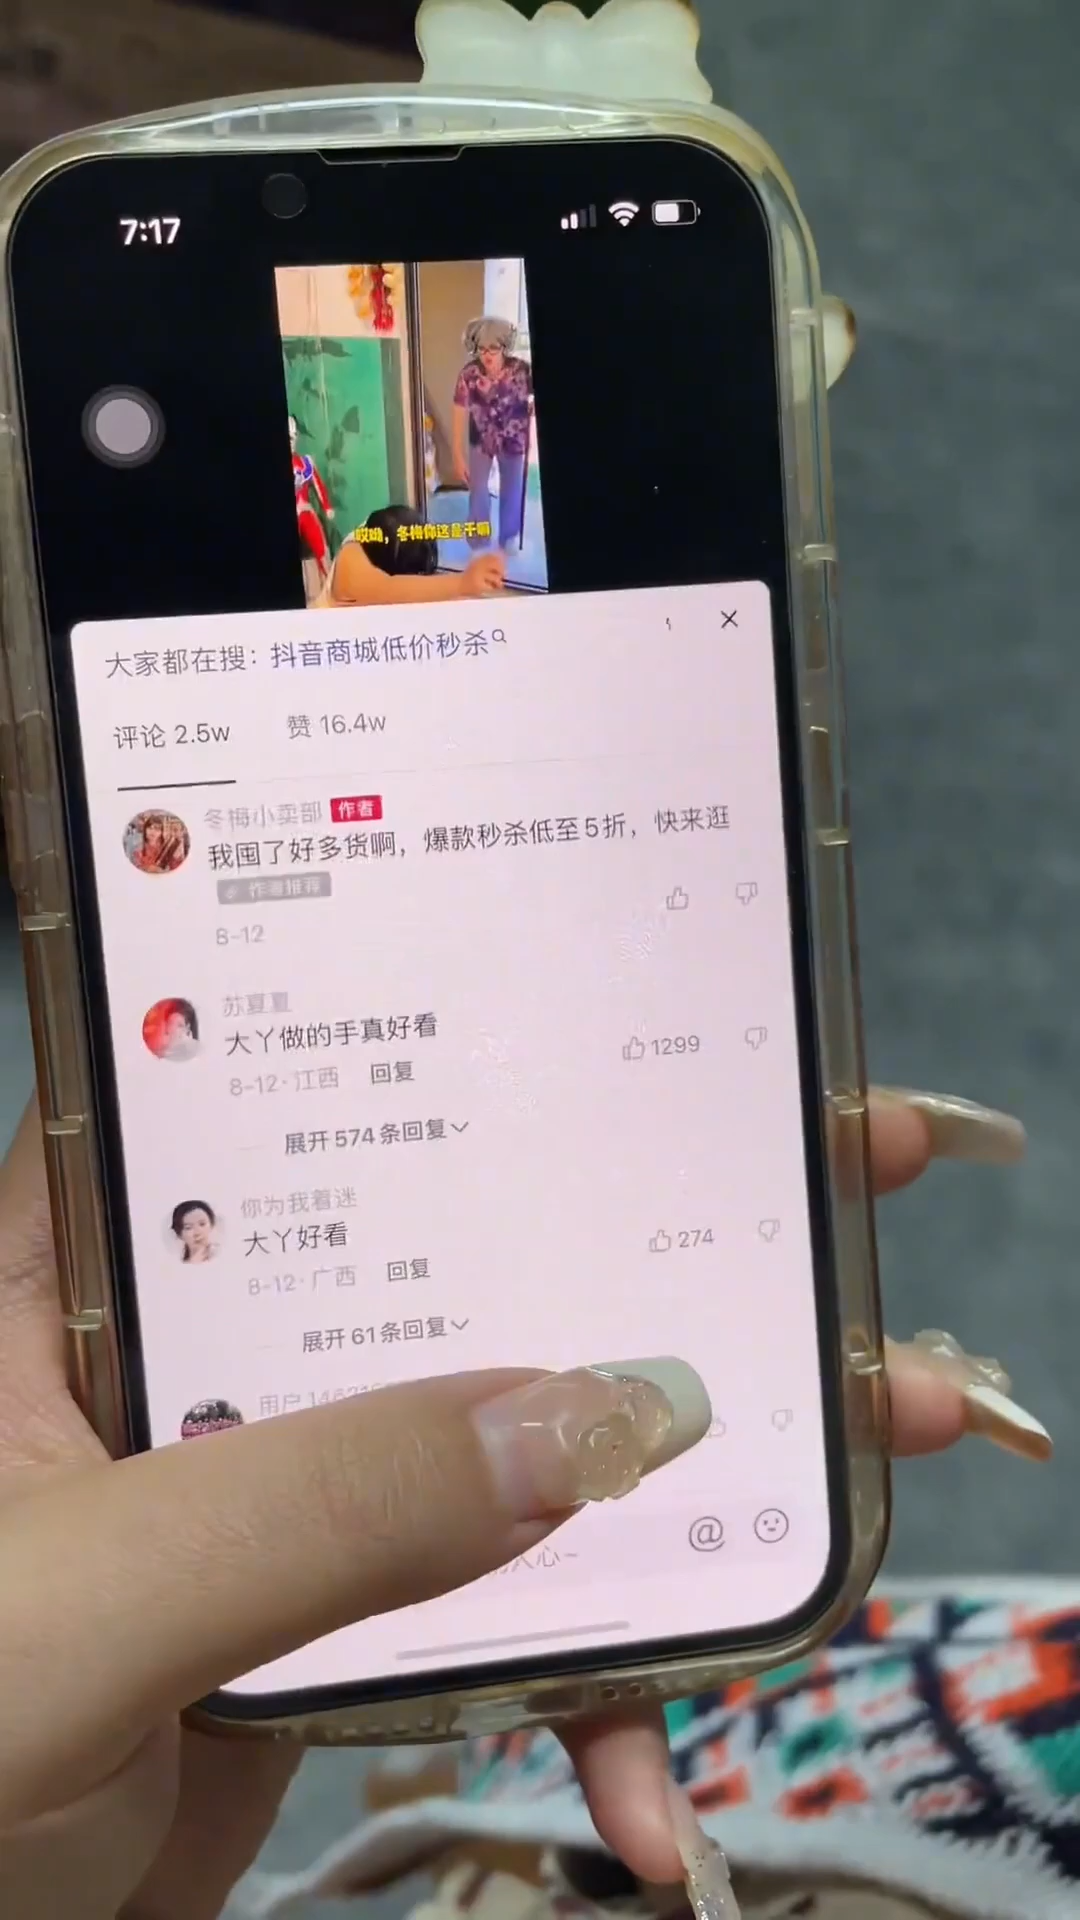 7:17
哎呦，冬梅你这是干嘛
大家都在搜：抖音商城低价秒杀
评论 2.5w 赞 16.4w
冬梅小卖部 作者
我囤了好多货啊，爆款秒杀低至5折，快来逛
作者推荐
8-12
苏夏夏
大丫做的手真好看
8-12·江西 回复 1299
展开574条回复
你为我着迷
大丫好看
8-12·广西 回复 274
展开61条回复
用户
人心~ @